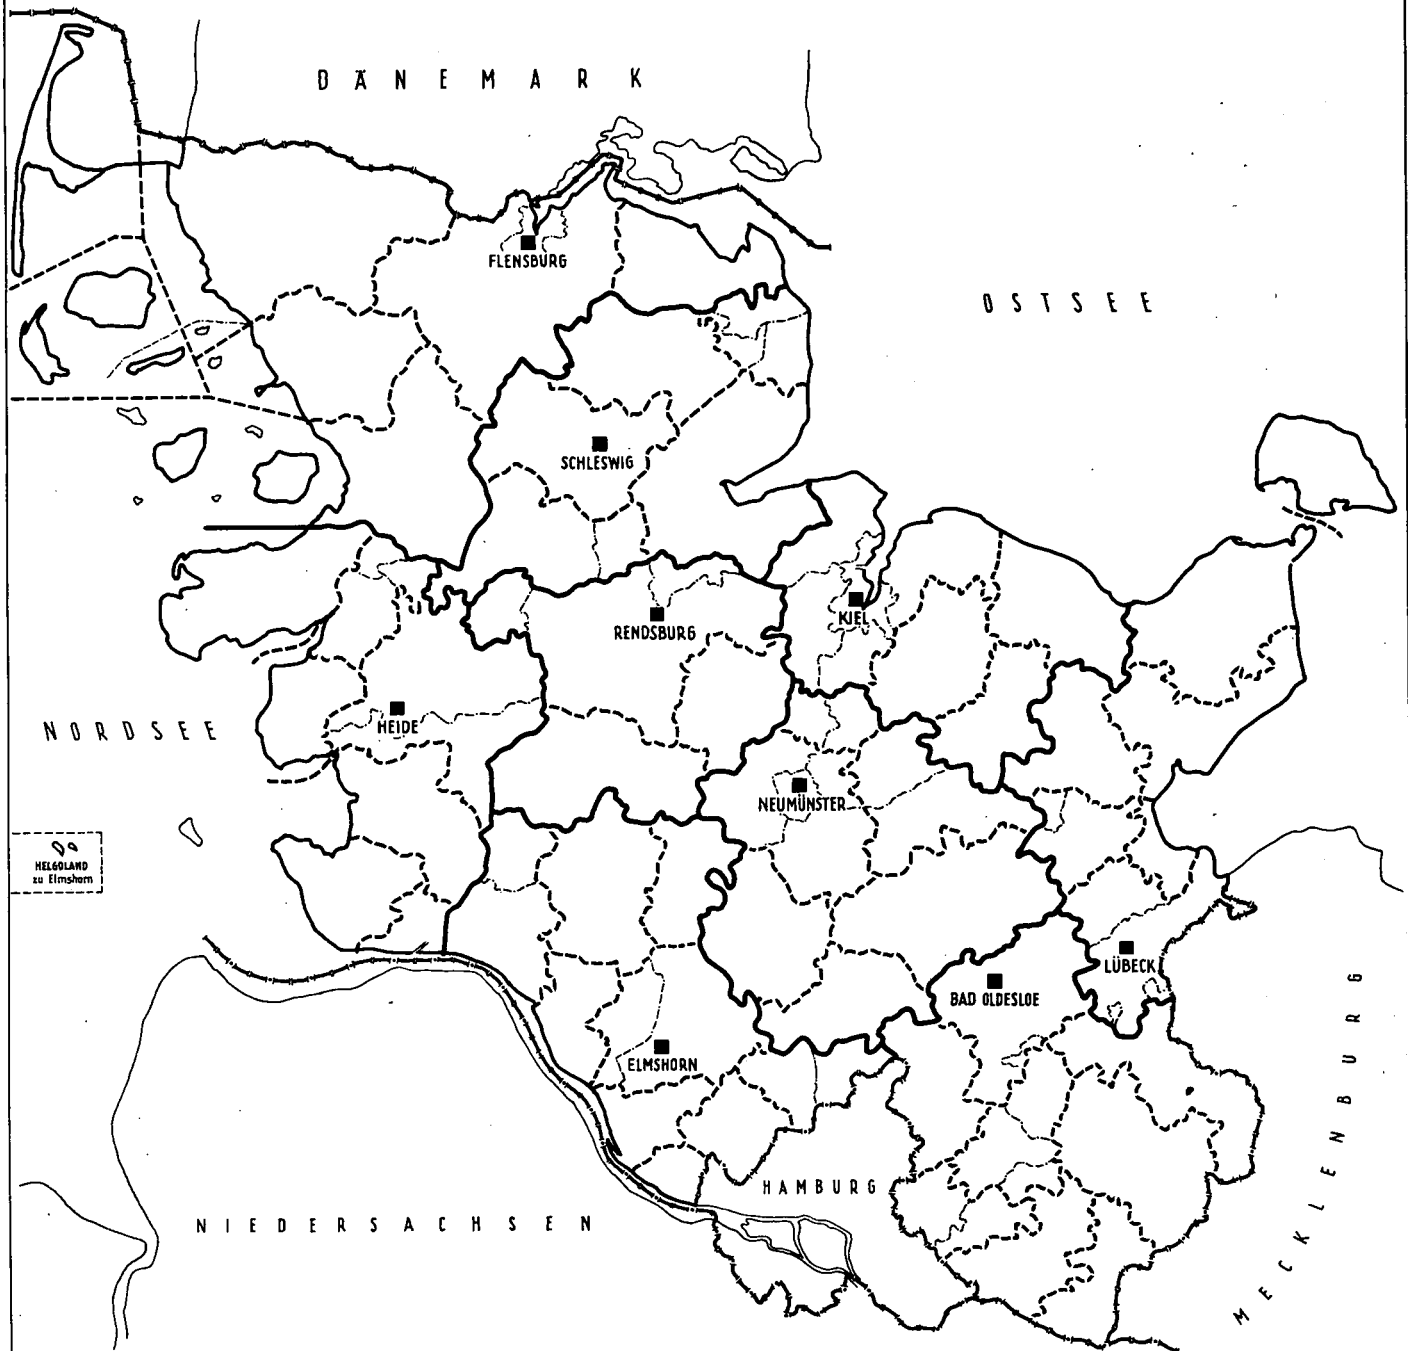 DÄNEMARK
FLENSBURG
OSTSEE
SCHLESWIG
KIEL
RENDSBURG
NORDSEE
HEIDE
NEUMÜNSTER
HELGOLAND
zu Elmshorn
LÜBECK
BAD OLDESLOE
ELMSHORN
HAMBURG
NIEDERSACHSEN
MECKLENBURG